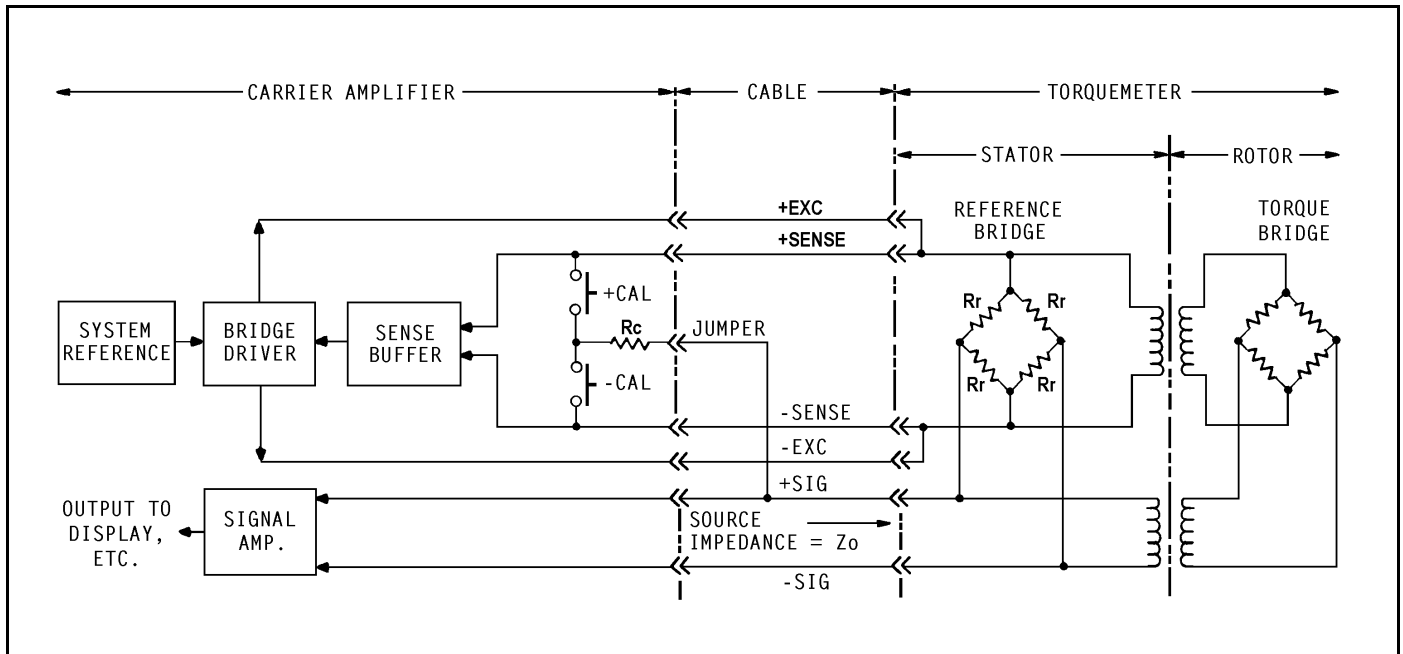 CARRIER AMPLIFIER
CABLE
TORQUEMETER
STATOR
ROTOR
+EXC
+SENSE
REFERENCE
BRIDGE
TORQUE
BRIDGE
+CAL
Rr
Rr
SYSTEM
REFERENCE
BRIDGE
DRIVER
SENSE
BUFFER
Rc
JUMPER
-CAL
Rr
Rr
-SENSE
-EXC
+SIG
OUTPUT TO
DISPLAY,
ETC.
SIGNAL
AMP.
SOURCE
IMPEDANCE = Zo
-SIG